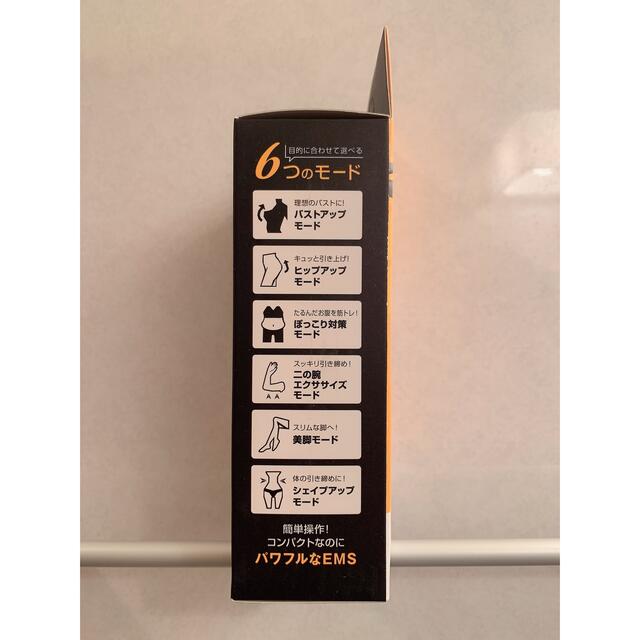 目的に合わせて選べる
6つのモード
理想のバストに!
バストアップ
モード
キュッと引き上げ!
ヒップアップ
モード
たるんだお腹を筋トレ!
ぽっこり対策
モード
スッキリ引き締め!
二の腕
エクササイズ
モード
スリムな脚へ!
美脚モード
体の引き締めに!
シェイプアップ
モード
簡単操作!
コンパクトなのに
パワフルなEMS